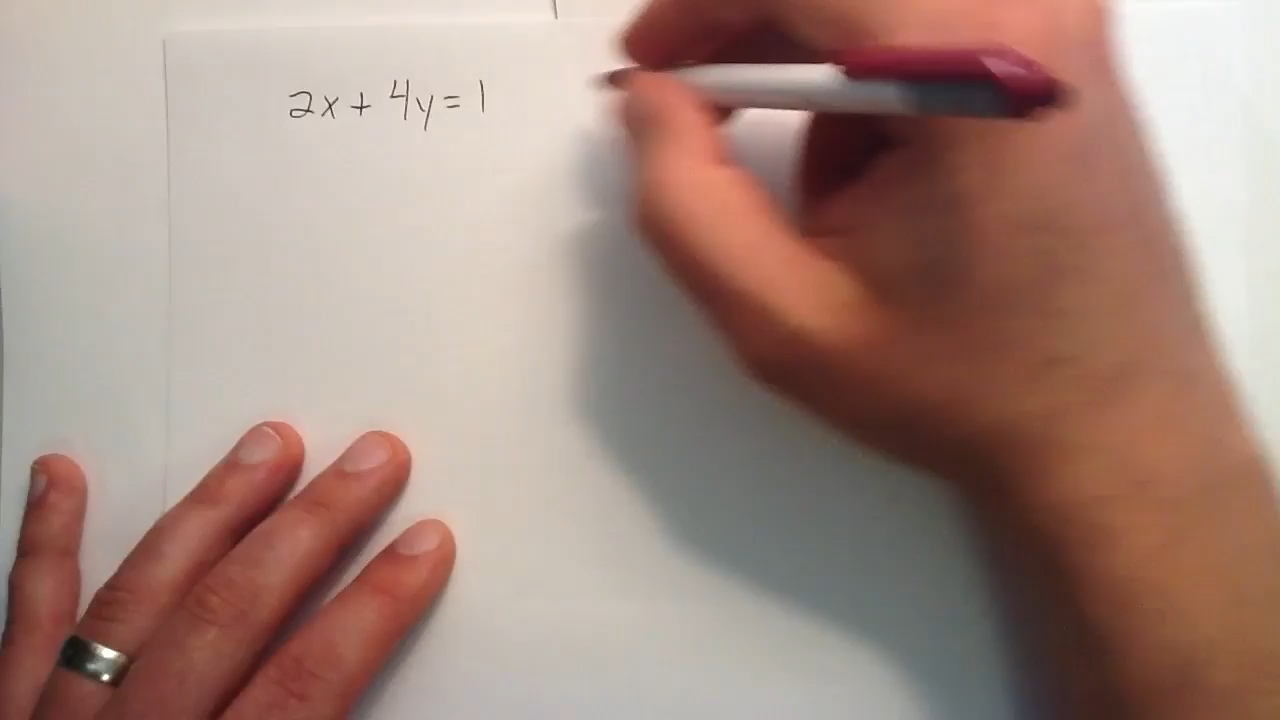 2x + 4y = 1